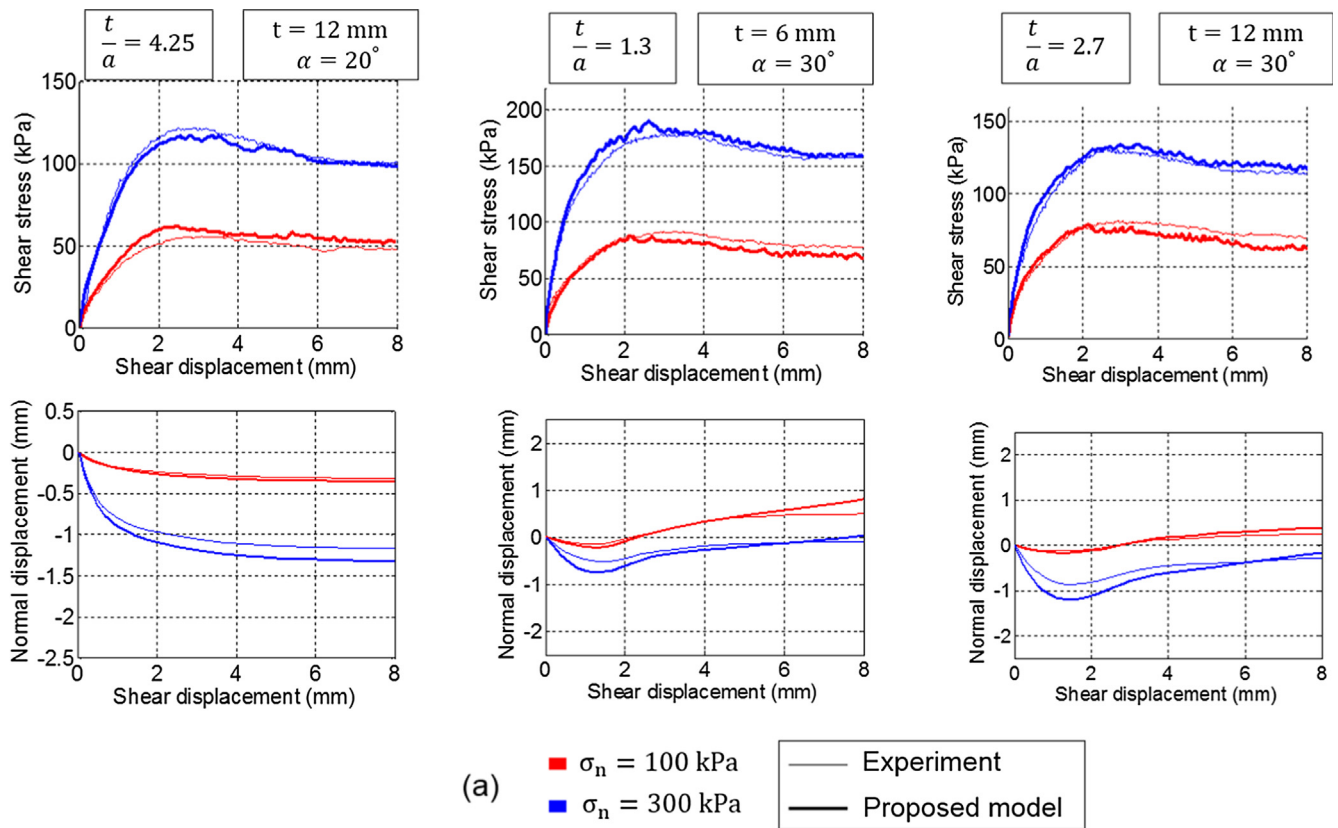 t/a = 4.25
t = 12 mm
α = 20°
150
100
50
0
0 2 4 6 8
Shear stress (kPa)
Shear displacement (mm)
t/a = 1.3
t = 6 mm
α = 30°
200
150
100
50
0
0 2 4 6 8
Shear stress (kPa)
Shear displacement (mm)
t/a = 2.7
t = 12 mm
α = 30°
150
100
50
0
0 2 4 6 8
Shear stress (kPa)
Shear displacement (mm)
0.5
0
-0.5
-1
-1.5
-2
-2.5
0 2 4 6 8
Normal displacement (mm)
Shear displacement (mm)
2
1
0
-1
-2
0 2 4 6 8
Normal displacement (mm)
Shear displacement (mm)
2
1
0
-1
-2
0 2 4 6 8
Normal displacement (mm)
Shear displacement (mm)
(a)
σn = 100 kPa
σn = 300 kPa
Experiment
Proposed model